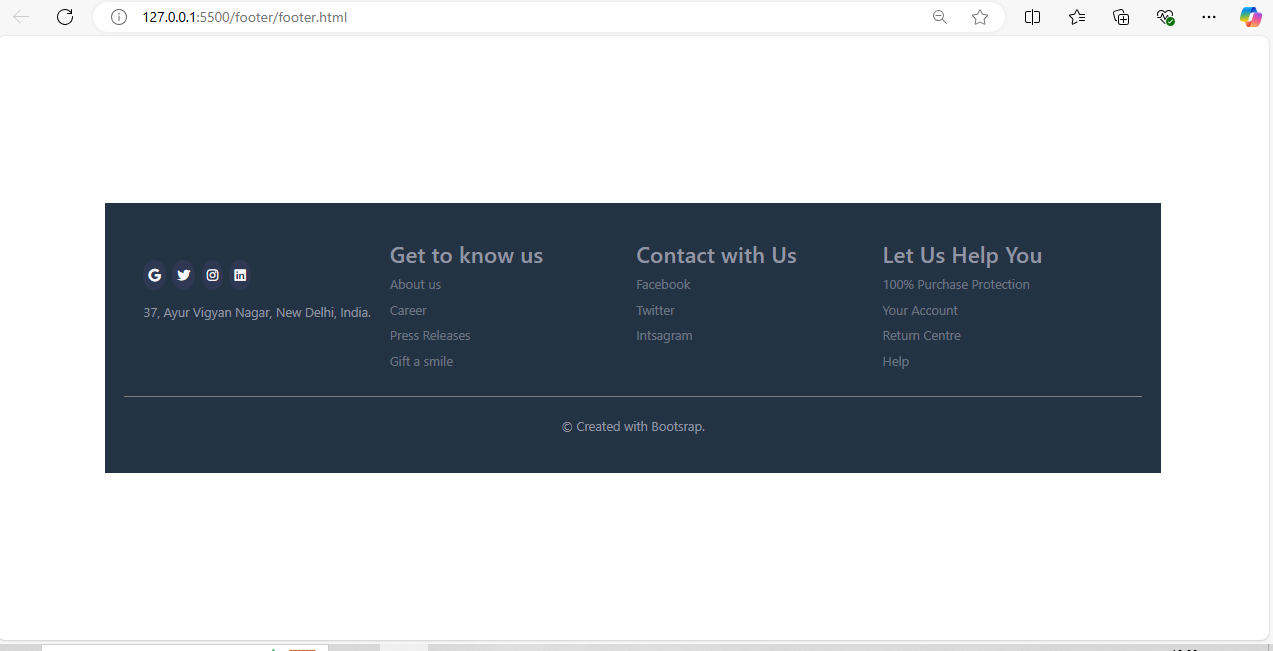 127.0.0.1:5500/footer/footer.html
G
in
37, Ayur Vigyan Nagar, New Delhi, India.
Get to know us
About us
Career
Press Releases
Gift a smile
Contact with Us
Facebook
Twitter
Intsagram
Let Us Help You
100% Purchase Protection
Your Account
Return Centre
Help
© Created with Bootsrap.